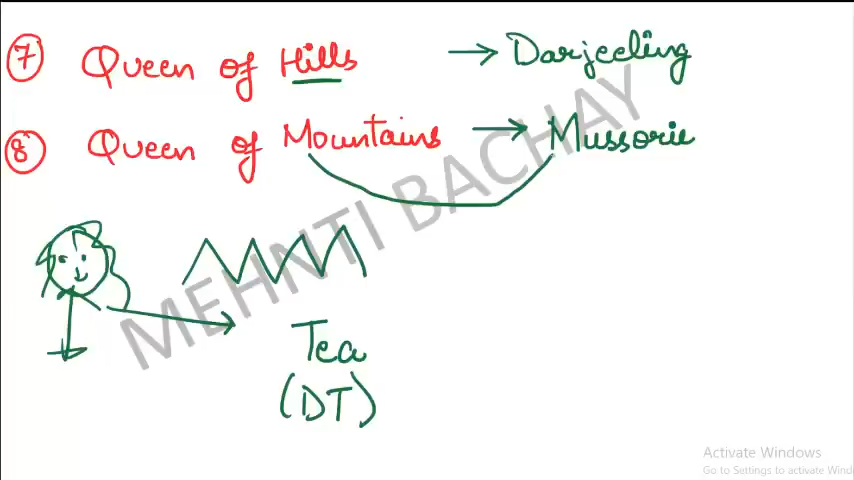 7 Queen of Hills → Darjeeling
8 Queen of Mountains → Mussorie
MEHNTI BACHAY
Tea
(DT)
Activate Windows
Go to Settings to activate Wind